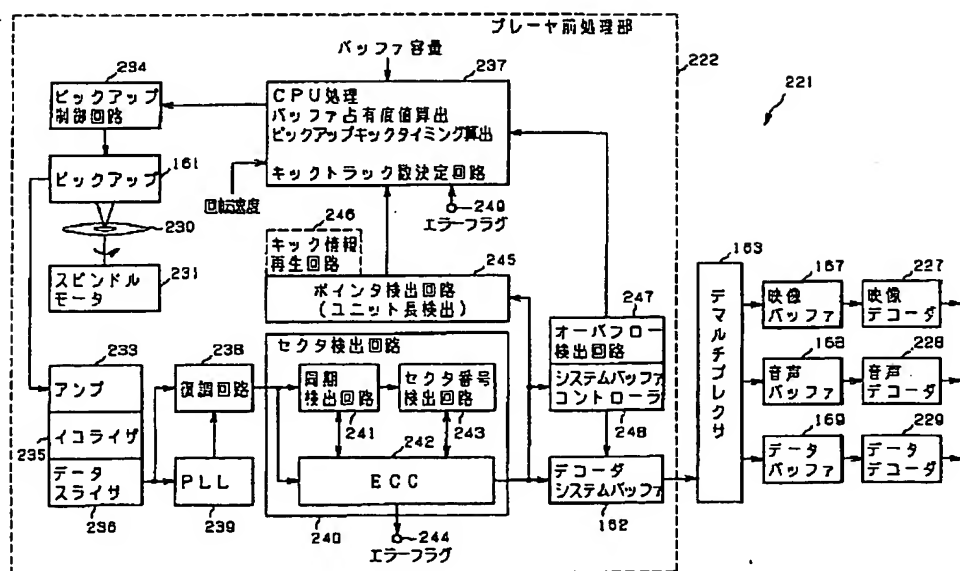 プレーヤ前処理部
222
221
バッファ容量
234
ピックアップ
制御回路
237
CPU処理
バッファ占有度値算出
ピックアップキックタイミング算出
キックトラック数決定回路
161
ピックアップ
回転速度
249
エラーフラグ
230
231
スピンドル
モータ
246
キック情報
再生回路
245
ポインタ検出回路
(ユニット長検出)
247
オーバフロー
検出回路
システムバッファ
コントローラ
248
163
デマルチプレクサ
167
映像
バッファ
227
映像
デコーダ
168
音声
バッファ
228
音声
デコーダ
169
データ
バッファ
229
データ
デコーダ
233
アンプ
235
イコライザ
データ
スライサ
236
238
復調回路
PLL
239
セクタ検出回路
同期
検出回路
241
セクタ番号
検出回路
243
242
ECC
240
244
エラーフラグ
デコーダ
システムバッファ
162